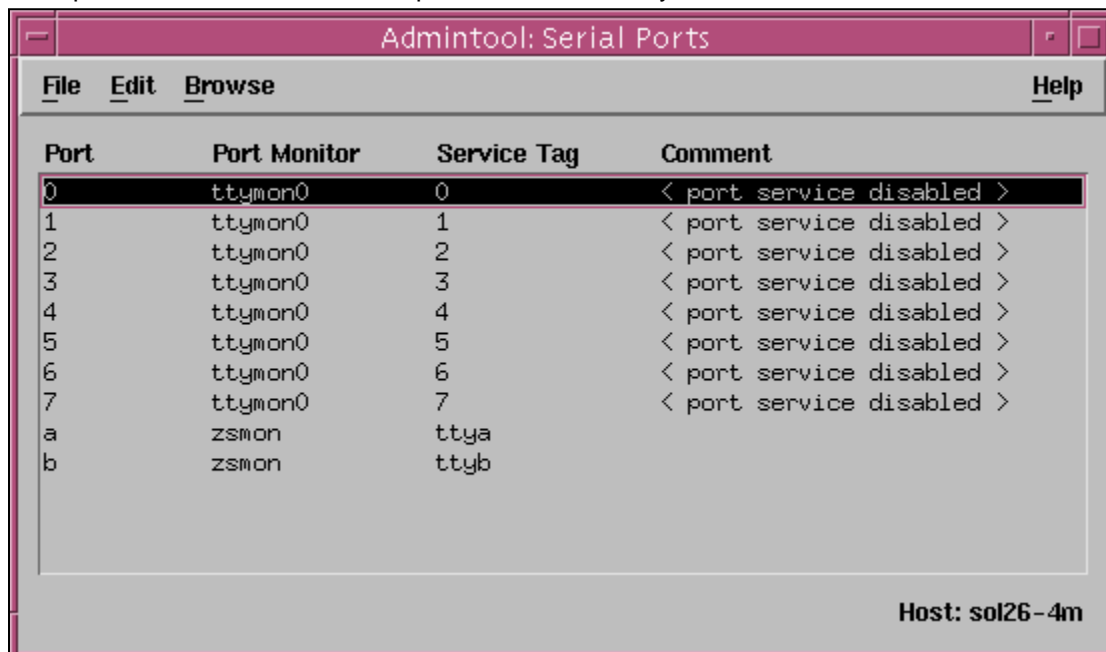 Admintool: Serial Ports
File Edit Browse Help
Port Port Monitor Service Tag Comment
0 ttymon0 0 < port service disabled >
1 ttymon0 1 < port service disabled >
2 ttymon0 2 < port service disabled >
3 ttymon0 3 < port service disabled >
4 ttymon0 4 < port service disabled >
5 ttymon0 5 < port service disabled >
6 ttymon0 6 < port service disabled >
7 ttymon0 7 < port service disabled >
a zsmon ttya
b zsmon ttyb
Host: sol26-4m